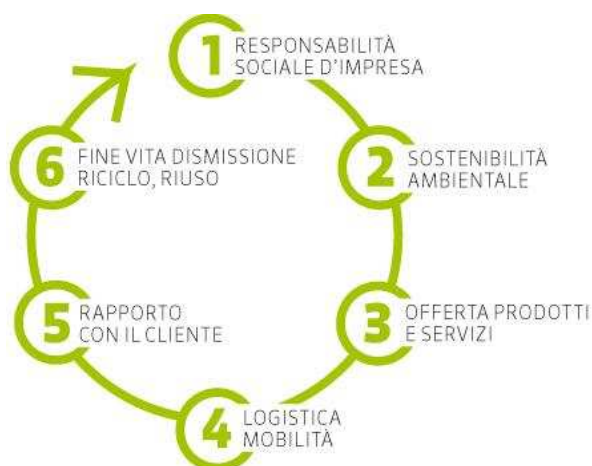 1 RESPONSABILITÀ
SOCIALE D'IMPRESA
2 SOSTENIBILITÀ
AMBIENTALE
3 OFFERTA PRODOTTI
E SERVIZI
4 LOGISTICA
MOBILITÀ
5 RAPPORTO
CON IL CLIENTE
6 FINE VITA DISMISSIONE
RICICLO, RIUSO